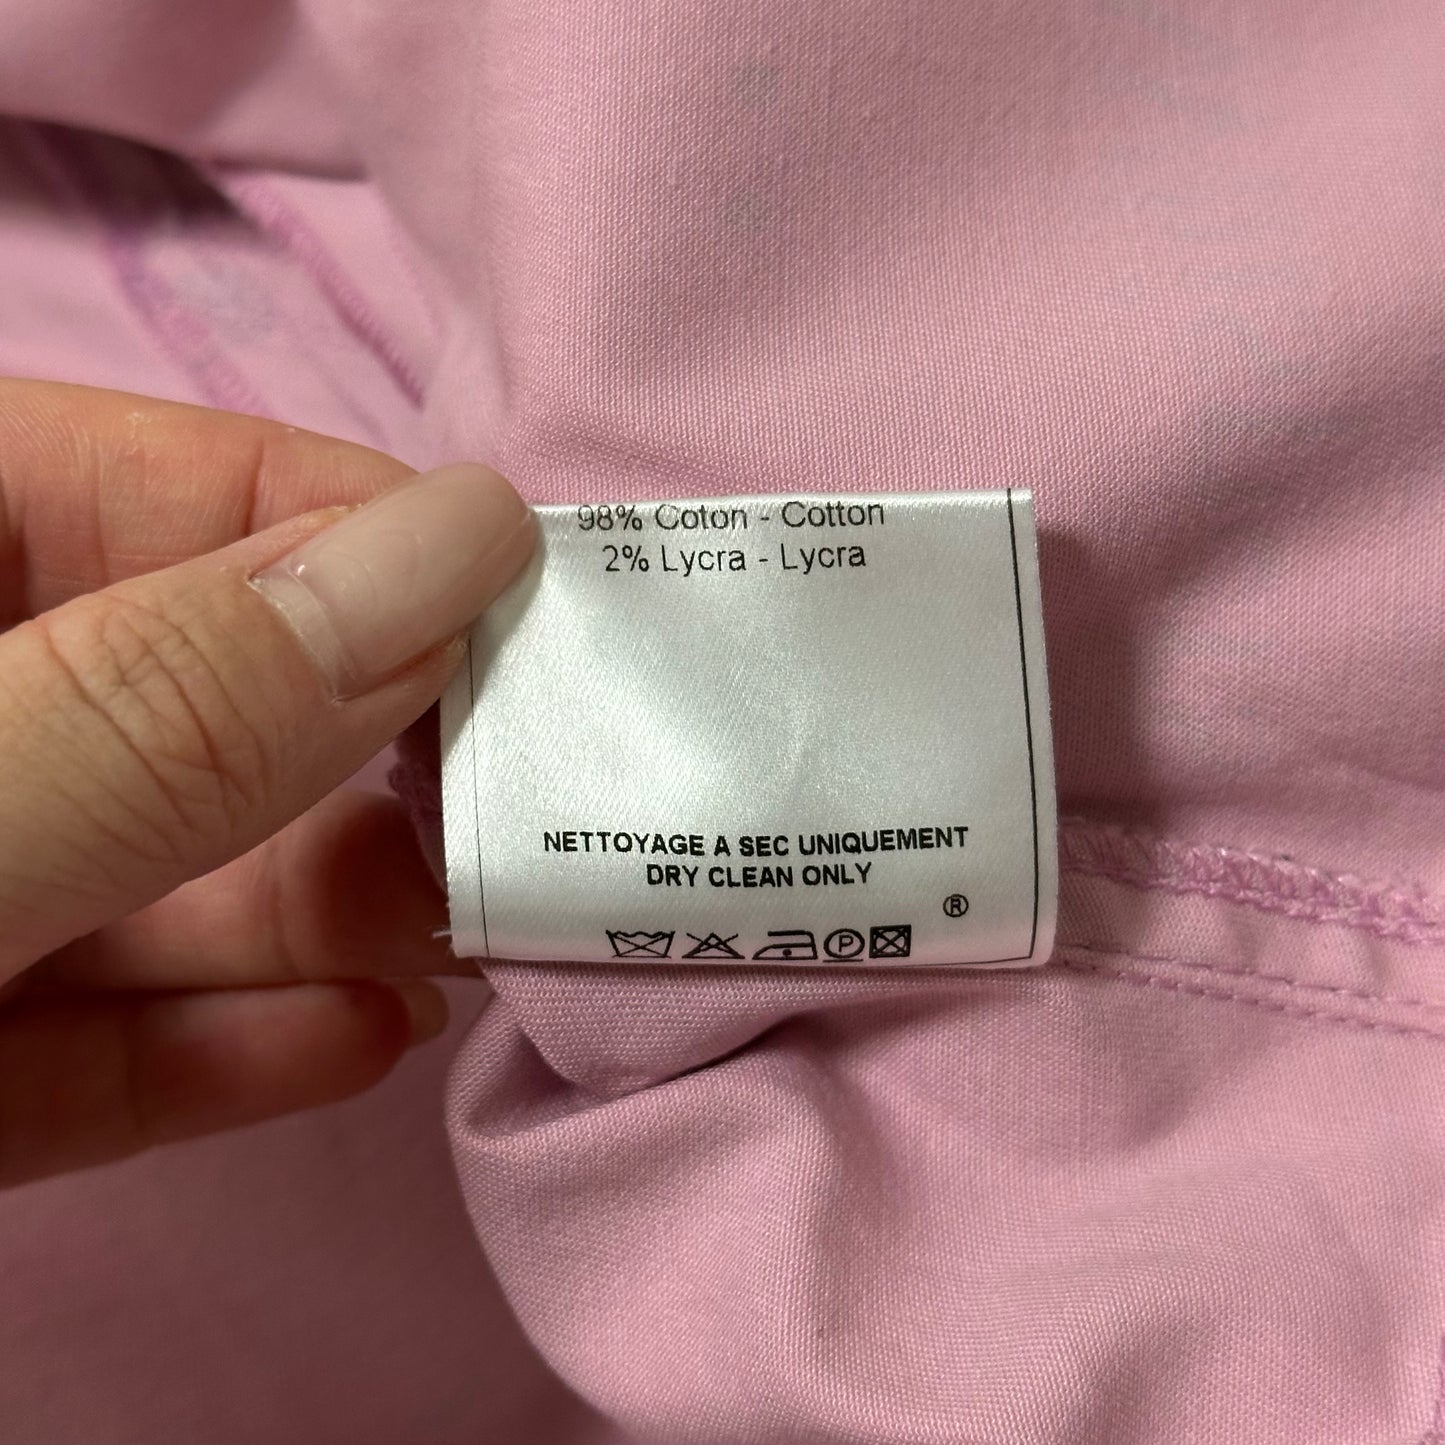 98% Coton - Cotton
2% Lycra - Lycra
NETTOYAGE A SEC UNIQUEMENT
DRY CLEAN ONLY
®
P